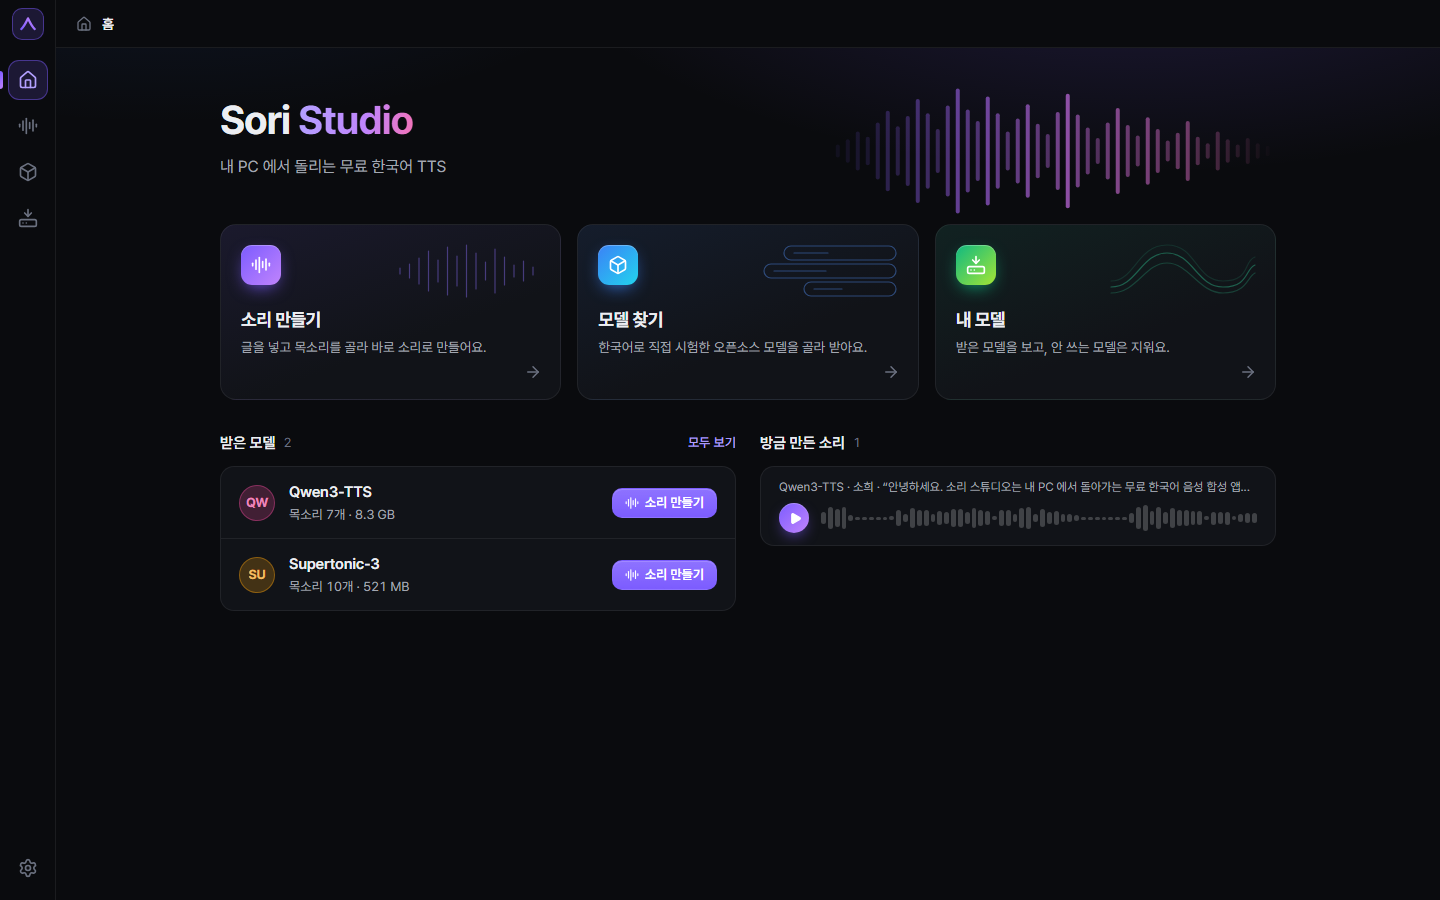 홈
Sori Studio
내 PC 에서 돌리는 무료 한국어 TTS
소리 만들기
글을 넣고 목소리를 골라 바로 소리로 만들어요.
모델 찾기
한국어로 직접 시험한 오픈소스 모델을 골라 받아요.
내 모델
받은 모델을 보고, 안 쓰는 모델은 지워요.
받은 모델 2
모두 보기
QW
Qwen3-TTS
목소리 7개 · 8.3 GB
소리 만들기
SU
Supertonic-3
목소리 10개 · 521 MB
소리 만들기
방금 만든 소리 1
Qwen3-TTS · 소희 · “안녕하세요. 소리 스튜디오는 내 PC 에서 돌아가는 무료 한국어 음성 합성 앱...